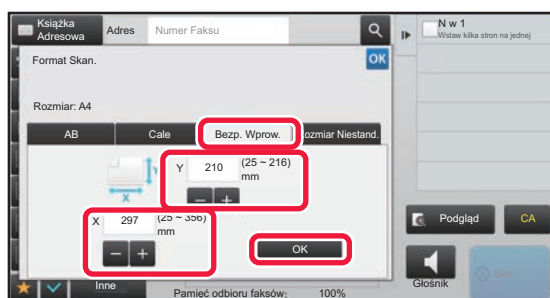 Książka
Adresowa
Adres
Numer Faksu
N w 1
Wstaw kilka stron na jednej
Format Skan.
OK
Rozmiar: A4
AB
Cale
Bezp. Wprow.
ozmiar Niestand.
Y
Y
210
(25 ~ 216)
mm
X
X
297
(25 ~ 356)
mm
OK
Podgląd
CA
Głośnik
Start
Inne
Pamięć odbioru faksów:
100%